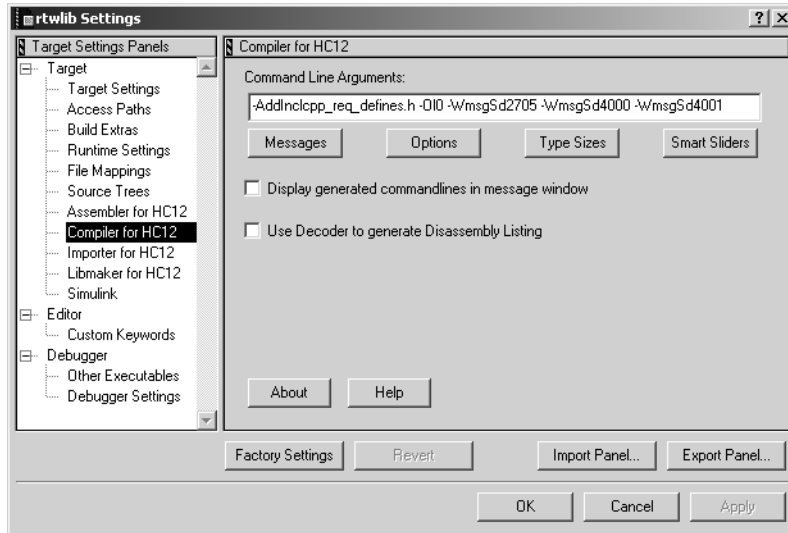 rtwlib Settings
Target Settings Panels
Target
Target Settings
Access Paths
Build Extras
Runtime Settings
File Mappings
Source Trees
Assembler for HC12
Compiler for HC12
Importer for HC12
Libmaker for HC12
Simulink
Editor
Custom Keywords
Debugger
Other Executables
Debugger Settings
Compiler for HC12
Command Line Arguments:
-AddInclcpp_req_defines.h -Ol0 -WmsgSd2705 -WmsgSd4000 -WmsgSd4001
Messages Options Type Sizes Smart Sliders
Display generated commandlines in message window
Use Decoder to generate Disassembly Listing
About Help
Factory Settings Revert Import Panel... Export Panel...
OK Cancel Apply